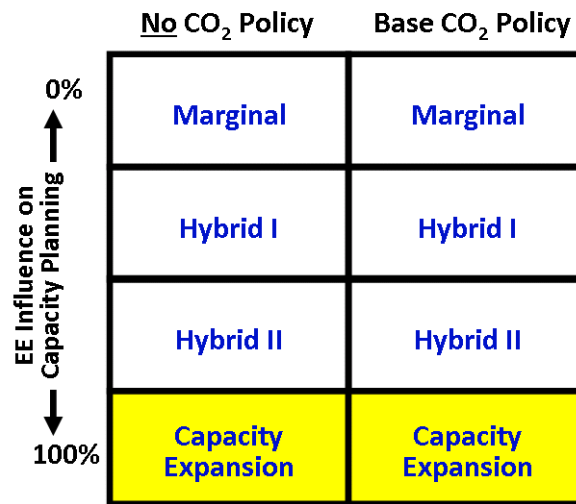 No CO₂ Policy Base CO₂ Policy
0%
Marginal Marginal
EE Influence on
Capacity Planning
Hybrid I Hybrid I
Hybrid II Hybrid II
100%
Capacity Capacity
Expansion Expansion